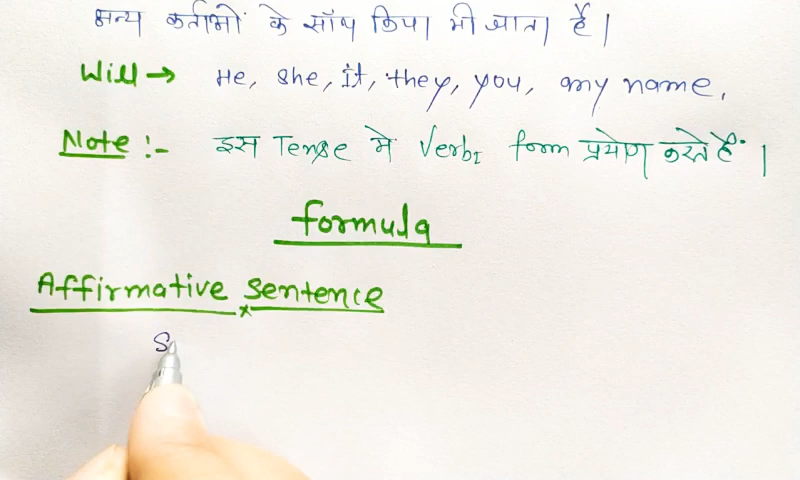 अन्य कर्ताओं के साथ किया भी जाता है।
Will → He, She, it, they, you, any name.
Note :- इस Tense मे Verb1 form प्रयोग करते हैं।
formula
Affirmative sentence
S